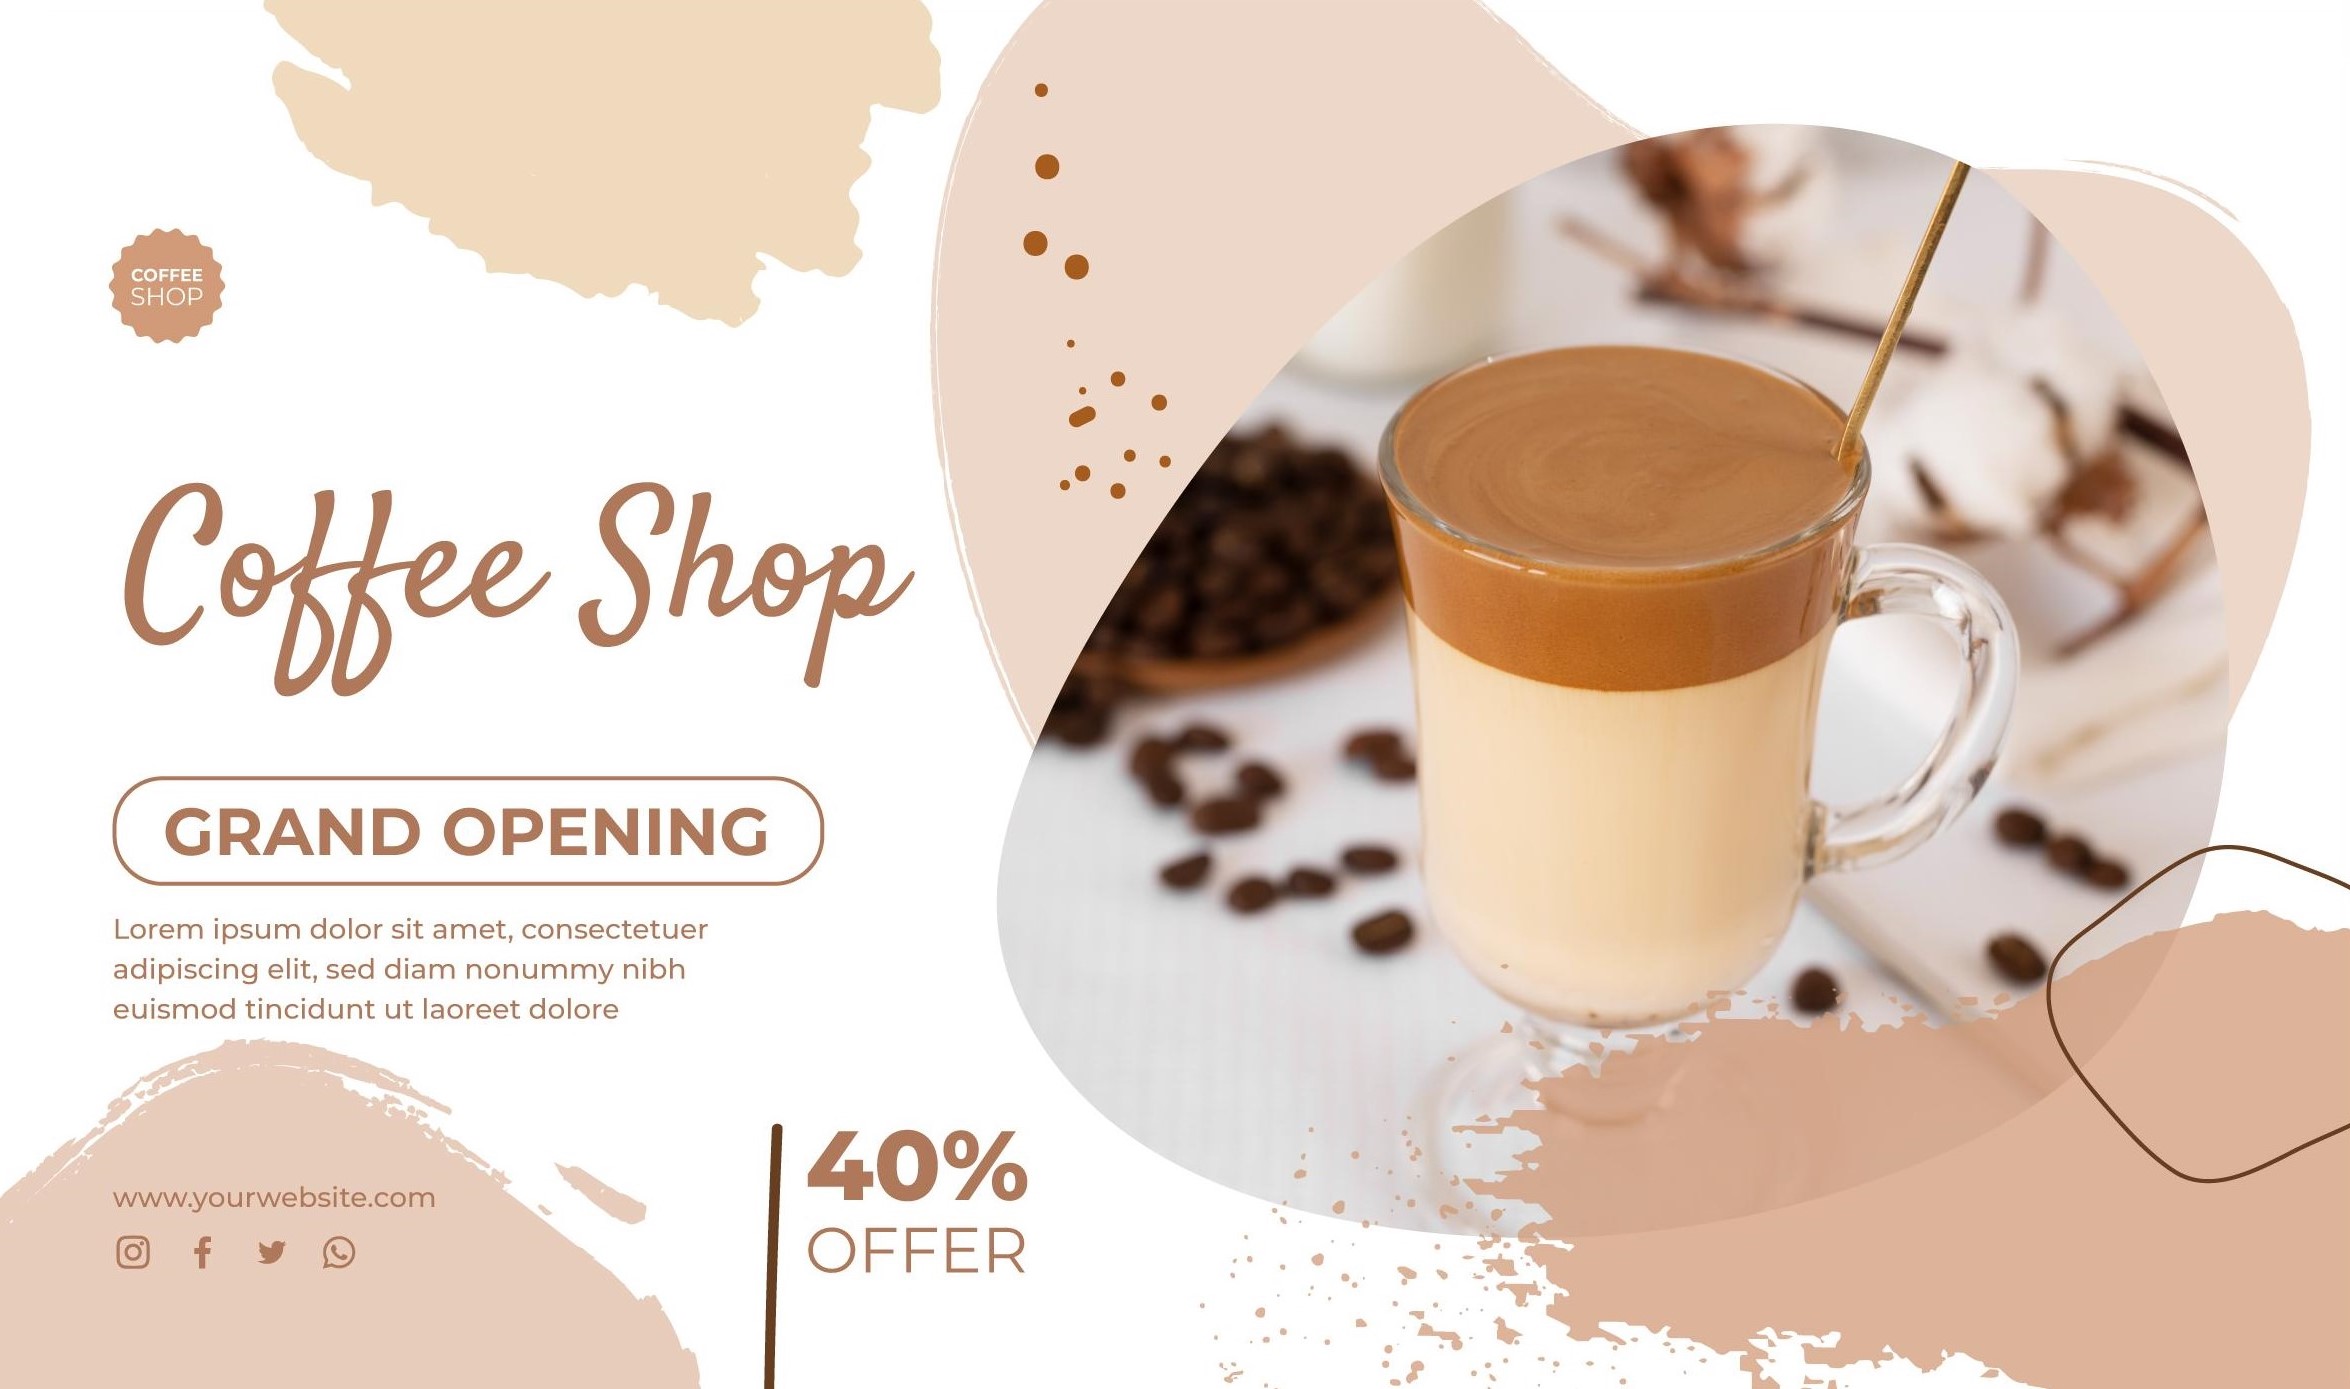 COFFEE
SHOP
Coffee Shop
GRAND OPENING
Lorem ipsum dolor sit amet, consectetuer
adipiscing elit, sed diam nonummy nibh
euismod tincidunt ut laoreet dolore
www.yourwebsite.com
40%
OFFER